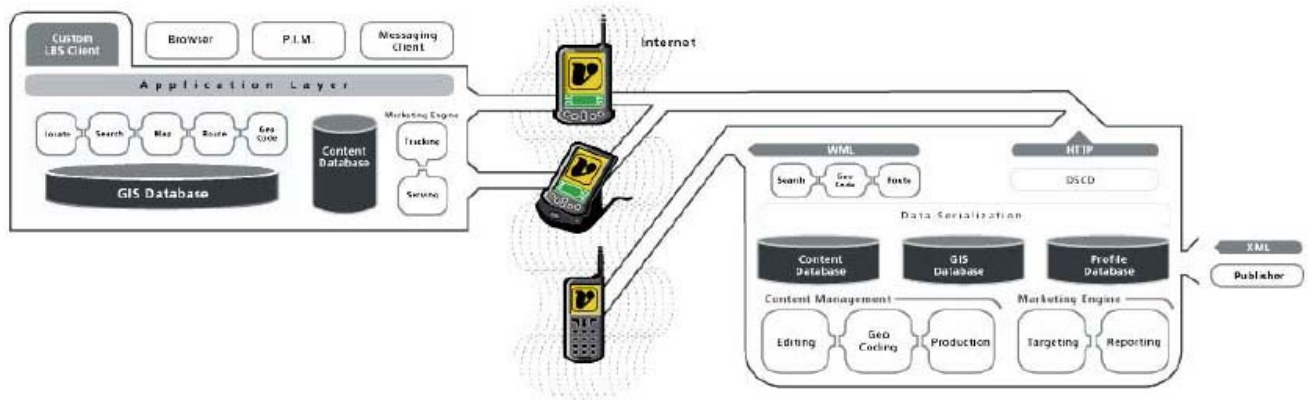 Custom
LBS Client
Browser
P.I.M.
Messaging
Client
Application Layer
Locate
Search
Map
Route
Geo
Code
GIS Database
Content
Database
Marketing Engine
Tracking
Serving
Internet
WML
Search
Geo
Code
Route
HTTP
DSCD
Data Serialization
Content
Database
GIS
Database
Profile
Database
XML
Publisher
Content Management
Editing
Geo
Coding
Production
Marketing Engine
Targeting
Reporting